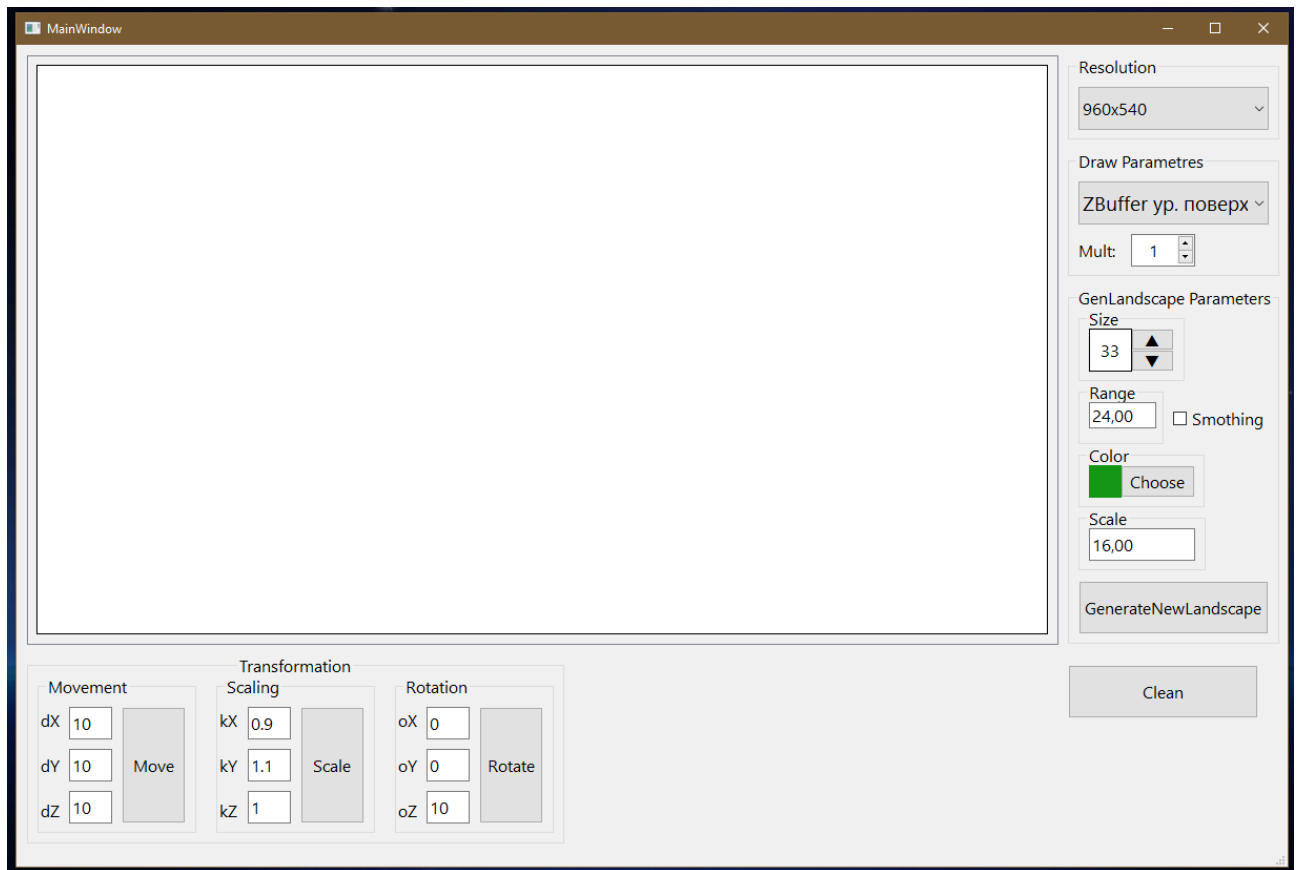 MainWindow
Resolution
960x540
Draw Parametres
ZBuffer ур. поверх
Mult: 1
GenLandscape Parameters
Size
33
Range
24,00
Smothing
Color
Choose
Scale
16,00
GenerateNewLandscape
Transformation
Movement Scaling Rotation
dX 10 kX 0.9 oX 0
dY 10 Move kY 1.1 Scale oY 0 Rotate
dZ 10 kZ 1 oZ 10
Clean